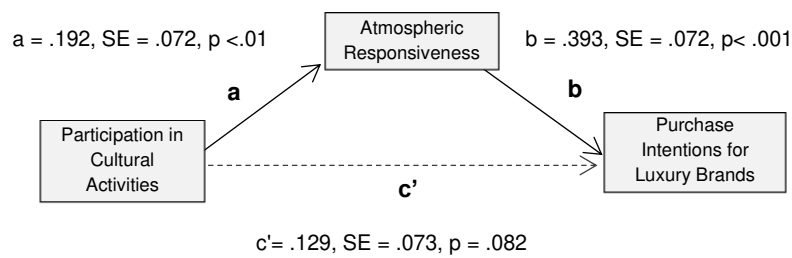 Atmospheric
Responsiveness
a = .192, SE = .072, p <.01
b = .393, SE = .072, p< .001
a
b
Participation in
Cultural
Activities
Purchase
Intentions for
Luxury Brands
c’
c'= .129, SE = .073, p = .082